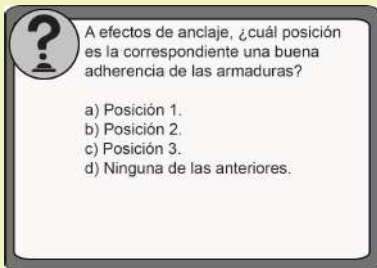 ?
A efectos de anclaje, ¿cuál posición
es la correspondiente una buena
adherencia de las armaduras?
a) Posición 1.
b) Posición 2.
c) Posición 3.
d) Ninguna de las anteriores.